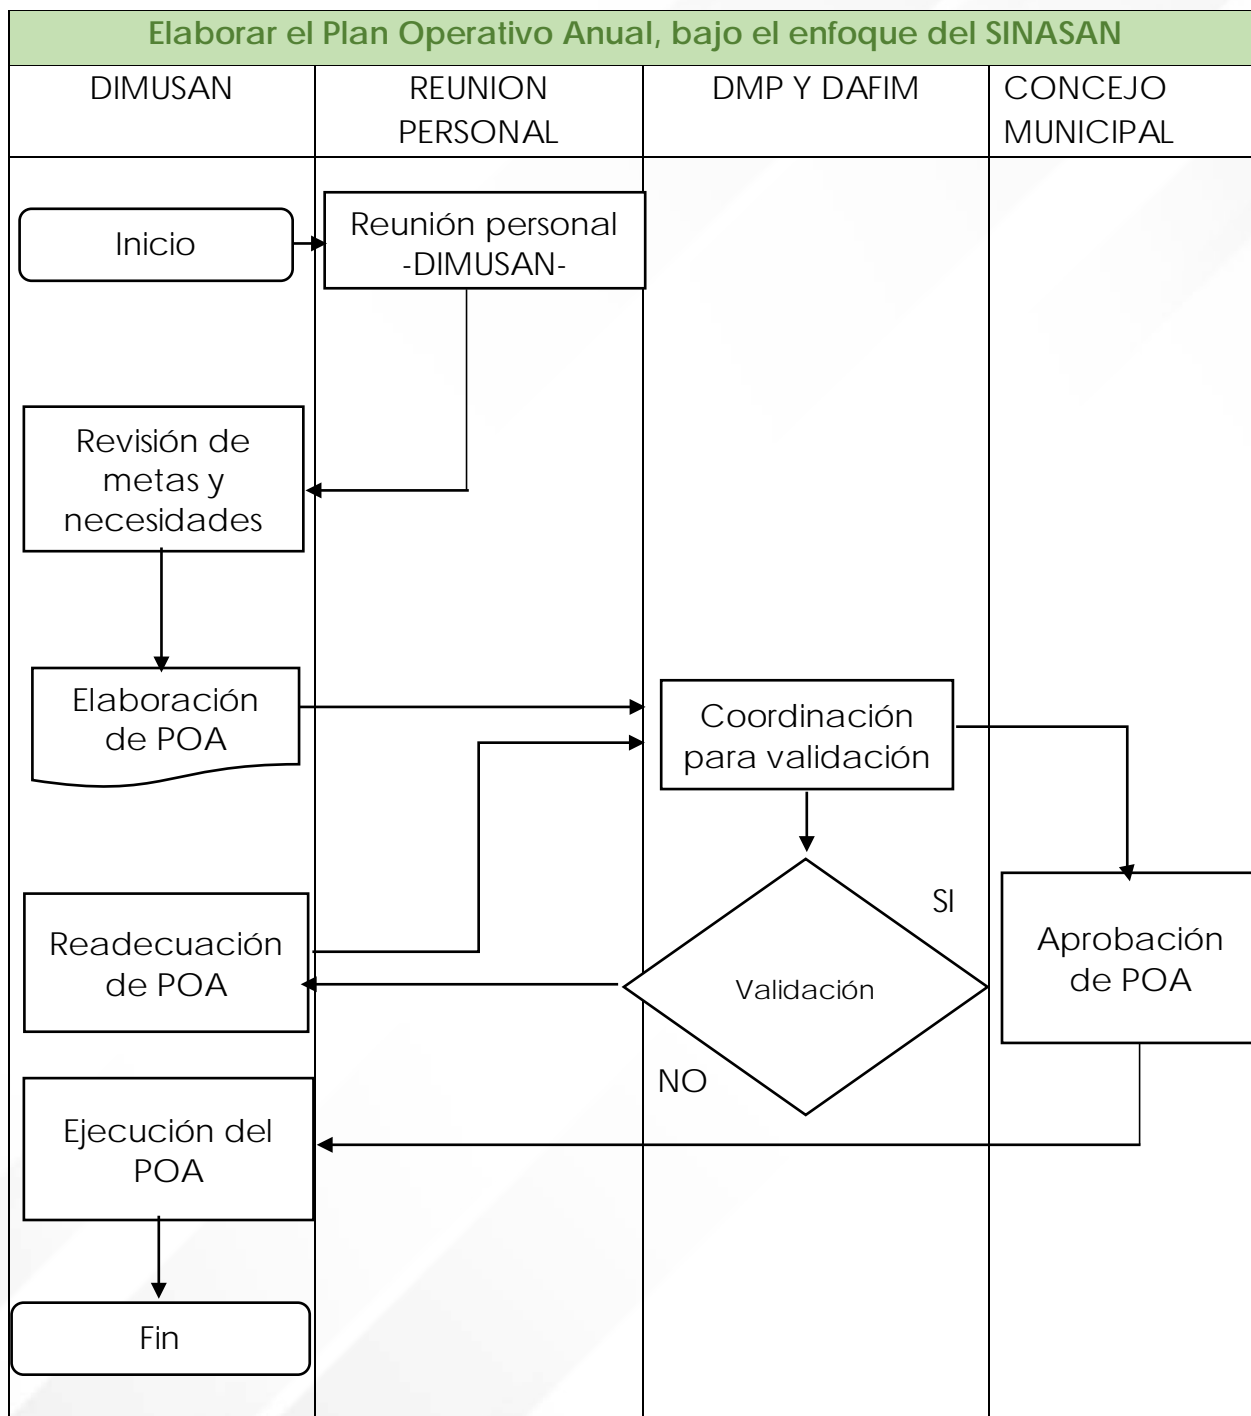 Elaborar el Plan Operativo Anual, bajo el enfoque del SINASAN
DIMUSAN
REUNION
PERSONAL
DMP Y DAFIM
CONCEJO
MUNICIPAL
Inicio
Reunión personal
-DIMUSAN-
Revisión de
metas y
necesidades
Elaboración
de POA
Coordinación
para validación
Readecuación
de POA
Validación
SI
NO
Aprobación
de POA
Ejecución del
POA
Fin